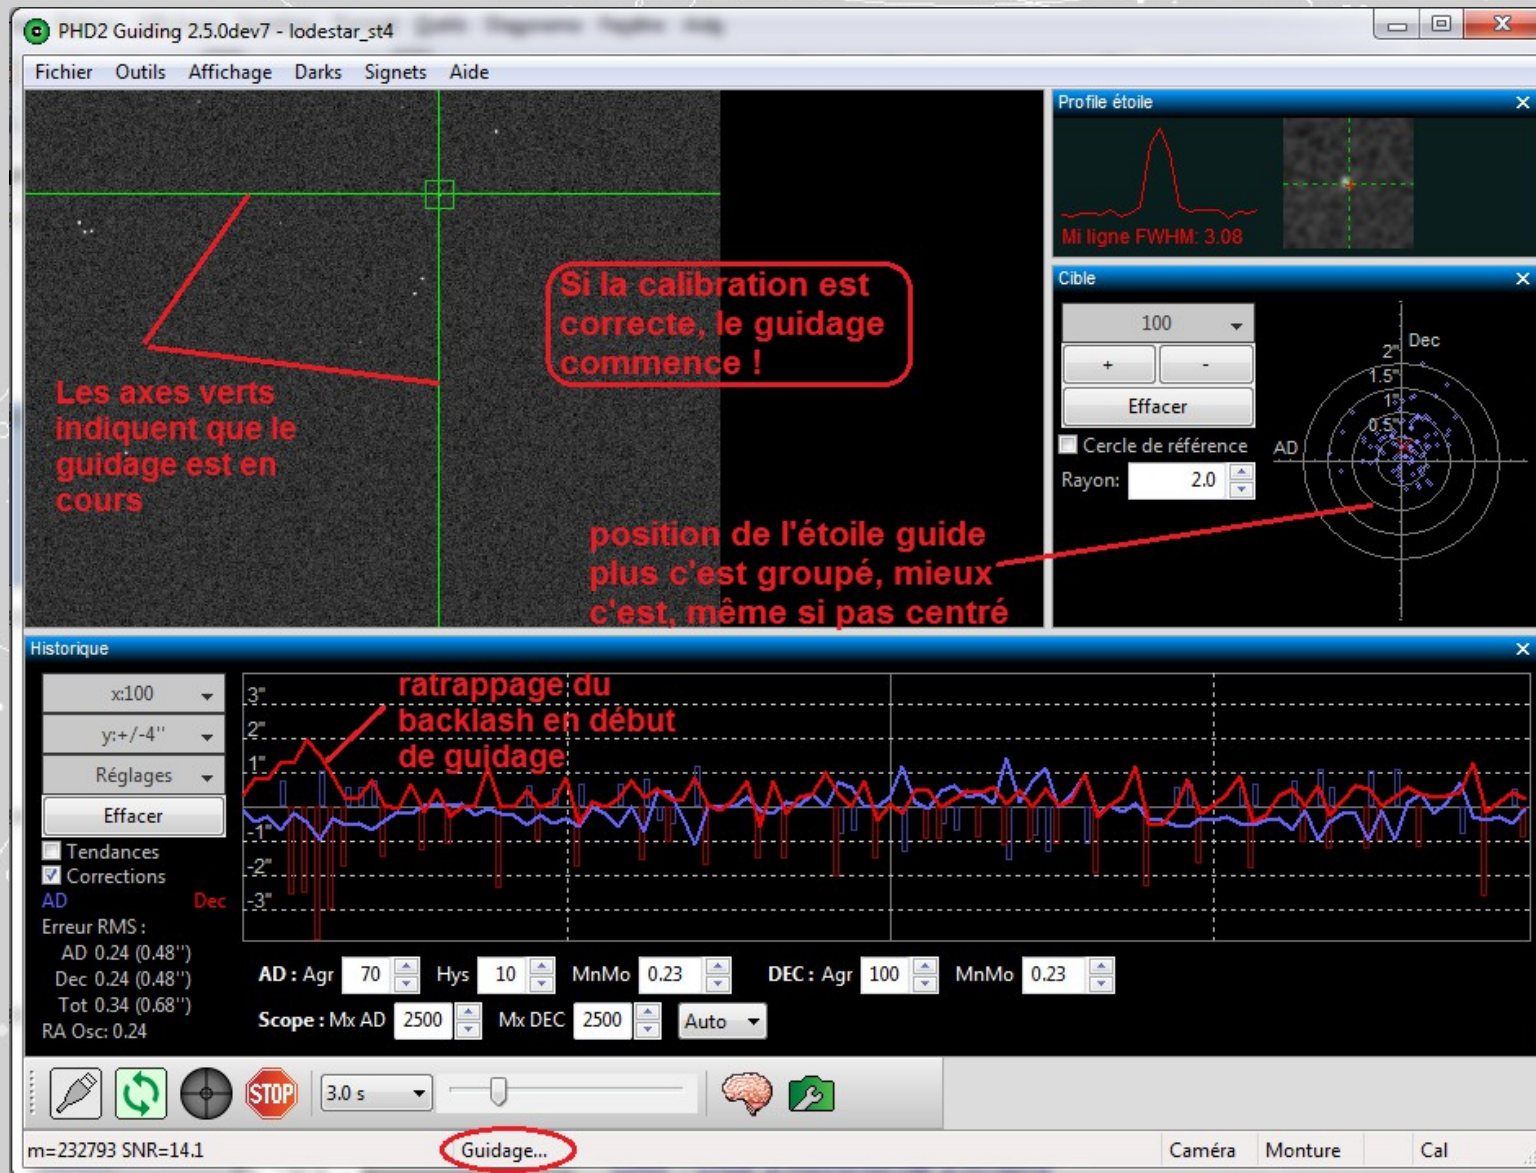 PHD2 Guiding 2.5.0dev7 - lodestar_st4
Fichier Outils Affichage Darks Signets Aide
Les axes verts
indiquent que le
guidage est en
cours
Si la calibration est
correcte, le guidage
commence !
position de l'étoile guide
plus c'est groupé, mieux
c'est, même si pas centré
Profile étoile
Mi ligne FWHM: 3.08
Cible
100
+ -
Effacer
Cercle de référence
Rayon: 2.0
Dec
2"
1.5"
1"
0.5"
AD
Historique
x:100
y:+/-4''
Réglages
Effacer
Tendances
Corrections
AD Dec
Erreur RMS :
AD 0.24 (0.48'')
Dec 0.24 (0.48'')
Tot 0.34 (0.68'')
RA Osc: 0.24
3"
2"
1"
-1"
-2"
-3"
ratrappage du
backlash en début
de guidage
AD : Agr 70 Hys 10 MnMo 0.23 DEC : Agr 100 MnMo 0.23
Scope : Mx AD 2500 Mx DEC 2500 Auto
STOP 3.0 s
m=232793 SNR=14.1 Guidage... Caméra Monture Cal